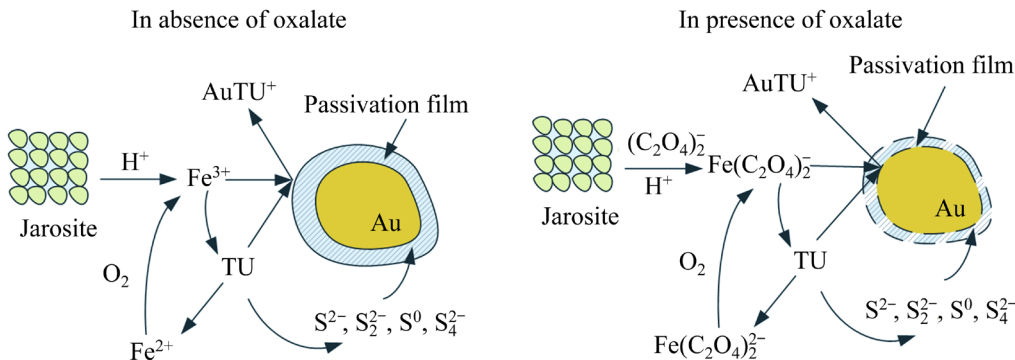 In absence of oxalate
AuTU⁺
Passivation film
H⁺
Fe³⁺
Jarosite
Au
TU
O₂
Fe²⁺
S²⁻, S₂²⁻, S⁰, S₄²⁻
In presence of oxalate
Passivation film
AuTU⁺
(C₂O₄)₂⁻
H⁺
Fe(C₂O₄)₂⁻
Jarosite
Au
TU
O₂
S²⁻, S₂²⁻, S⁰, S₄²⁻
Fe(C₂O₄)₂²⁻